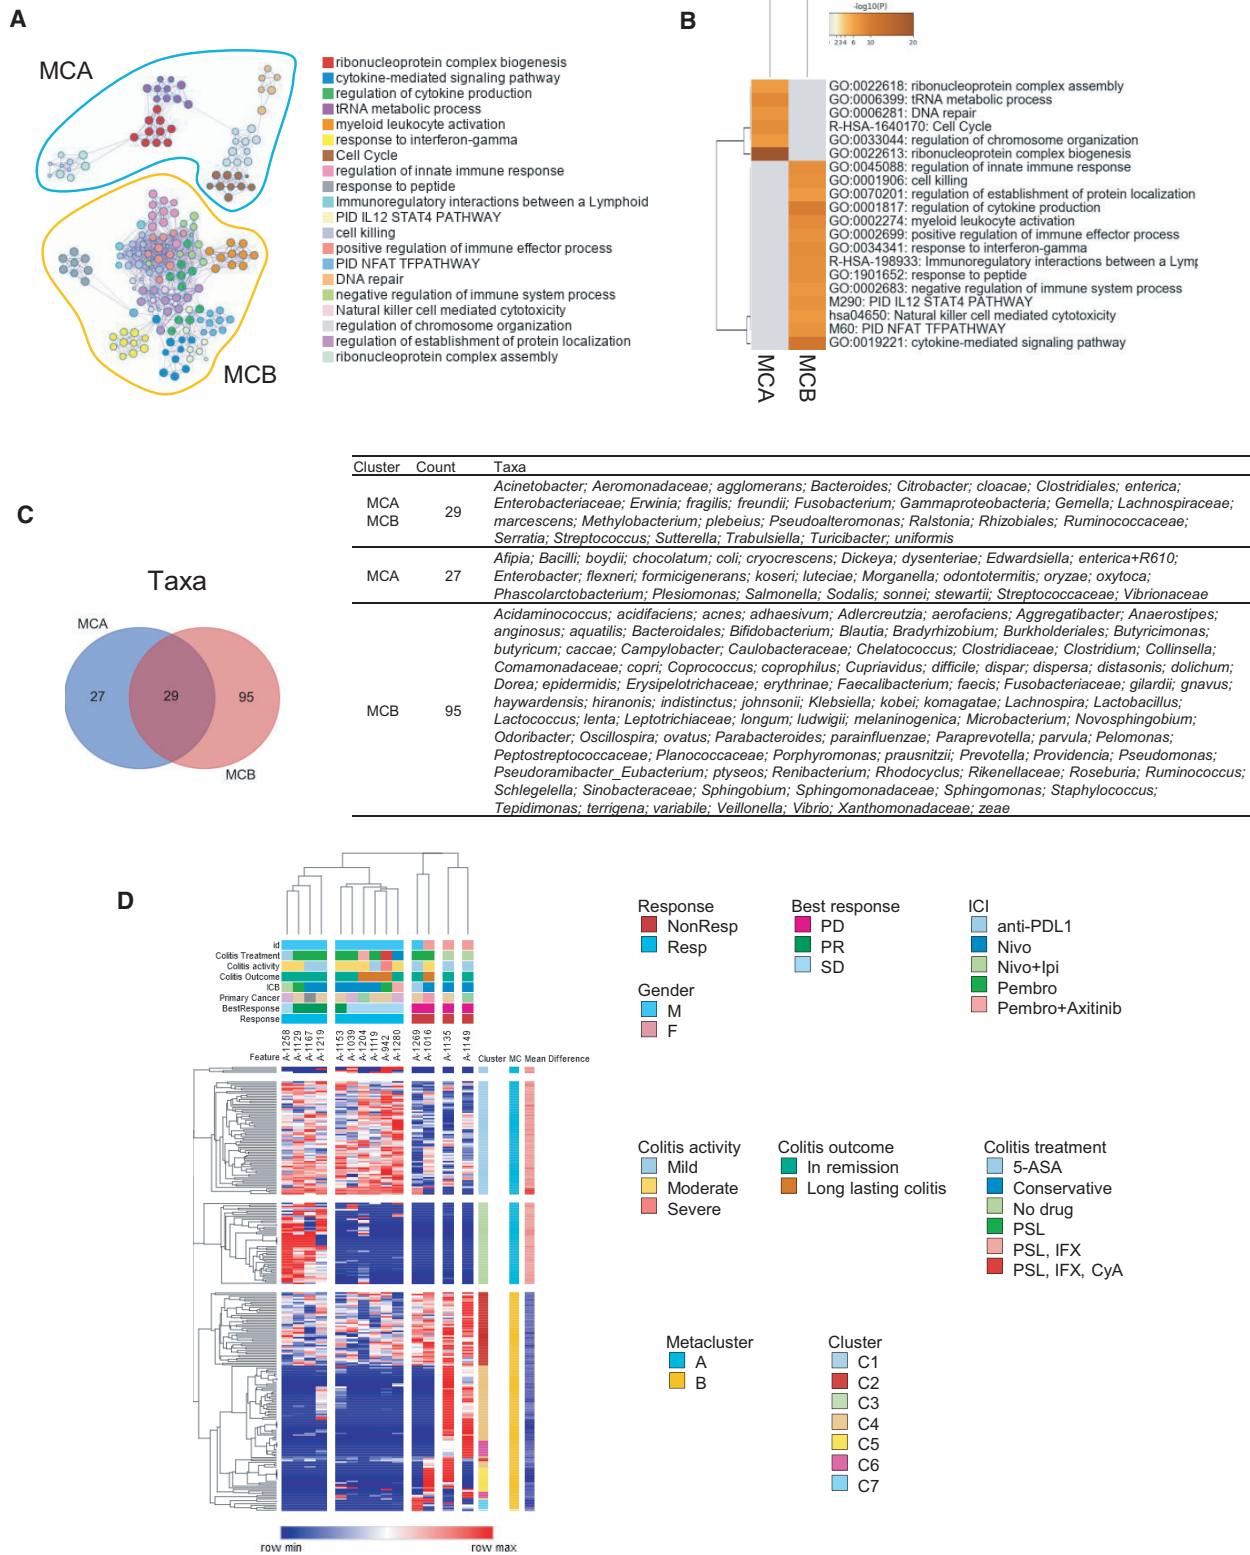 A
MCA
MCB
ribonucleoprotein complex biogenesis
cytokine-mediated signaling pathway
regulation of cytokine production
tRNA metabolic process
myeloid leukocyte activation
response to interferon-gamma
Cell Cycle
regulation of innate immune response
response to peptide
Immunoregulatory interactions between a Lymphoid
PID IL12 STAT4 PATHWAY
cell killing
positive regulation of immune effector process
PID NFAT TFPATHWAY
DNA repair
negative regulation of immune system process
Natural killer cell mediated cytotoxicity
regulation of chromosome organization
regulation of establishment of protein localization
ribonucleoprotein complex assembly
B
-log10(P)
2 3 4 6 10 20
GO:0022618: ribonucleoprotein complex assembly
GO:0006399: tRNA metabolic process
GO:0006281: DNA repair
R-HSA-1640170: Cell Cycle
GO:0033044: regulation of chromosome organization
GO:0022613: ribonucleoprotein complex biogenesis
GO:0045088: regulation of innate immune response
GO:0001906: cell killing
GO:0070201: regulation of establishment of protein localization
GO:0001817: regulation of cytokine production
GO:0002274: myeloid leukocyte activation
GO:0002699: positive regulation of immune effector process
GO:0034341: response to interferon-gamma
R-HSA-198933: Immunoregulatory interactions between a Lymp
GO:1901652: response to peptide
GO:0002683: negative regulation of immune system process
M290: PID IL12 STAT4 PATHWAY
hsa04650: Natural killer cell mediated cytotoxicity
M60: PID NFAT TFPATHWAY
GO:0019221: cytokine-mediated signaling pathway
MCA
MCB
C
Taxa
MCA
27
29
95
MCB
Cluster Count Taxa
MCA MCB 29
Acinetobacter; Aeromonadaceae; agglomerans; Bacteroides; Citrobacter; cloacae; Clostridiales; enterica;
Enterobacteriaceae; Erwinia; fragilis; freundii; Fusobacterium; Gammaproteobacteria; Gemella; Lachnospiraceae;
marcescens; Methylobacterium; plebeius; Pseudoalteromonas; Ralstonia; Rhizobiales; Ruminococcaceae;
Serratia; Streptococcus; Sutterella; Trabulsiella; Turicibacter; uniformis
MCA 27
Afipia; Bacilli; boydii; chocolatum; coli; cryocrescens; Dickeya; dysenteriae; Edwardsiella; enterica+R610;
Enterobacter; flexneri; formicigenerans; koseri; luteciae; Morganella; odontotermitis; oryzae; oxytoca;
Phascolarctobacterium; Plesiomonas; Salmonella; Sodalis; sonnei; stewartii; Streptococcaceae; Vibrionaceae
MCB 95
Acidaminococcus; acidifaciens; acnes; adhaesivum; Adlercreutzia; aerofaciens; Aggregatibacter; Anaerostipes;
anginosus; aquatilis; Bacteroidales; Bifidobacterium; Blautia; Bradyrhizobium; Burkholderiales; Butyricimonas;
butyricum; caccae; Campylobacter; Caulobacteraceae; Chelatococcus; Clostridiaceae; Clostridium; Collinsella;
Comamonadaceae; copri; Coprococcus; coprophilus; Cupriavidus; difficile; dispar; dispersa; distasonis; dolichum;
Dorea; epidermidis; Erysipelotrichaceae; erythrinae; Faecalibacterium; faecis; Fusobacteriaceae; gilardii; gnavus;
haywardensis; hiranonis; indistinctus; johnsonii; Klebsiella; kobei; komagatae; Lachnospira; Lactobacillus;
Lactococcus; lenta; Leptotrichiaceae; longum; ludwigii; melaninogenica; Microbacterium; Novosphingobium;
Odoribacter; Oscillospira; ovatus; Parabacteroides; parainfluenzae; Paraprevotella; parvula; Pelomonas;
Peptostreptococcaceae; Planococcaceae; Porphyromonas; prausnitzii; Prevotella; Providencia; Pseudomonas;
Pseudoramibacter_Eubacterium; ptyseos; Renibacterium; Rhodocyclus; Rikenellaceae; Roseburia; Ruminococcus;
Schlegelella; Sinobacteraceae; Sphingobium; Sphingomonadaceae; Sphingomonas; Staphylococcus;
Tepidimonas; terrigena; variabile; Veillonella; Vibrio; Xanthomonadaceae; zeae
D
id
Colitis Treatment
Colitis activity
Colitis Outcome
ICB
Primary Cancer
BestResponse
Response
Feature
A-1258
A-1129
A-1167
A-1219
A-1153
A-1039
A-1204
A-1119
A-942
A-1280
A-1269
A-1016
A-1135
A-1149
Cluster MC Mean Difference
row min
row max
Response
NonResp
Resp
Gender
M
F
Best response
PD
PR
SD
ICI
anti-PDL1
Nivo
Nivo+Ipi
Pembro
Pembro+Axitinib
Colitis activity
Mild
Moderate
Severe
Colitis outcome
In remission
Long lasting colitis
Colitis treatment
5-ASA
Conservative
No drug
PSL
PSL, IFX
PSL, IFX, CyA
Metacluster
A
B
Cluster
C1
C2
C3
C4
C5
C6
C7